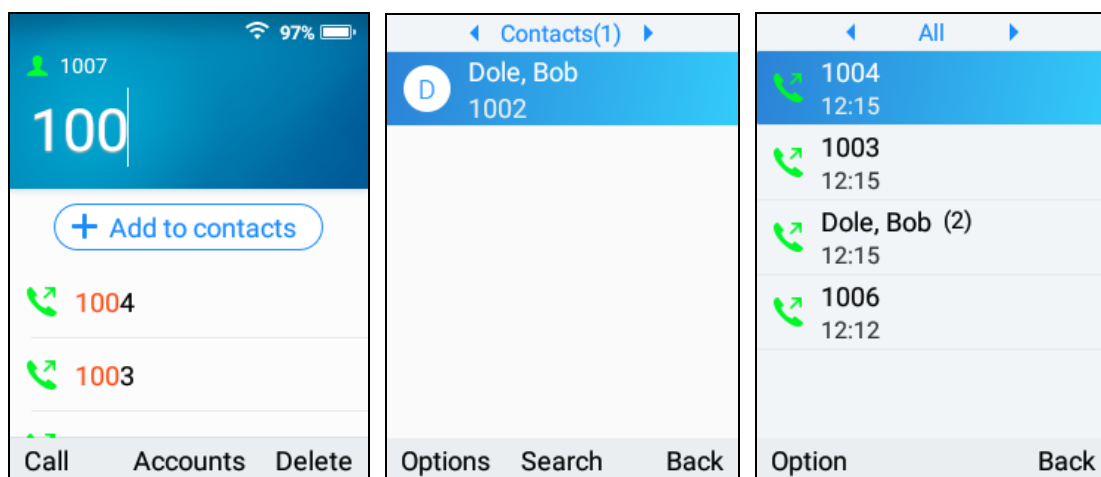 97%
1007
100
+ Add to contacts
1004
1003
Call Accounts Delete
Contacts(1)
D
Dole, Bob
1002
Options Search Back
All
1004
12:15
1003
12:15
Dole, Bob (2)
12:15
1006
12:12
Option Back